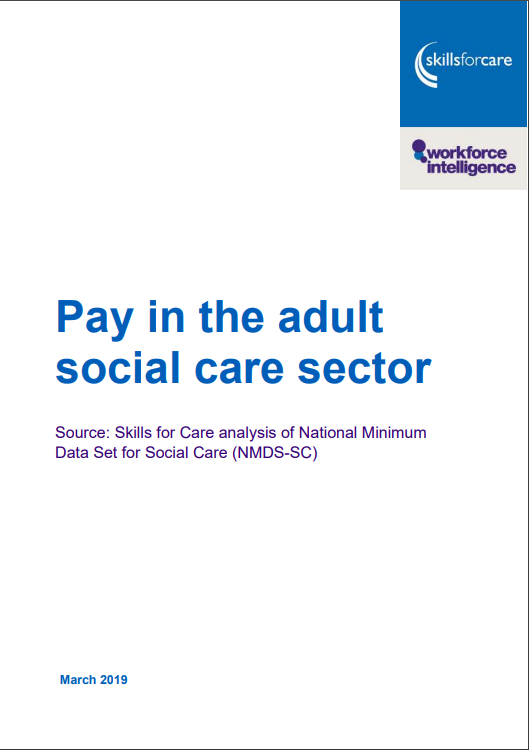 skillsforcare
workforce
intelligence
Pay in the adult
social care sector
Source: Skills for Care analysis of National Minimum
Data Set for Social Care (NMDS-SC)
March 2019